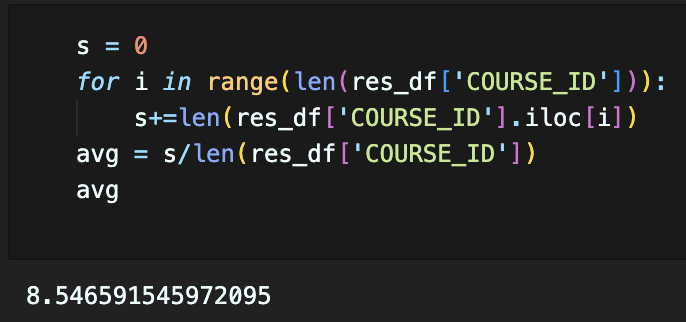 s = 0
for i in range(len(res_df['COURSE_ID'])):
    s+=len(res_df['COURSE_ID'].iloc[i])
avg = s/len(res_df['COURSE_ID'])
avg
8.546591545972095